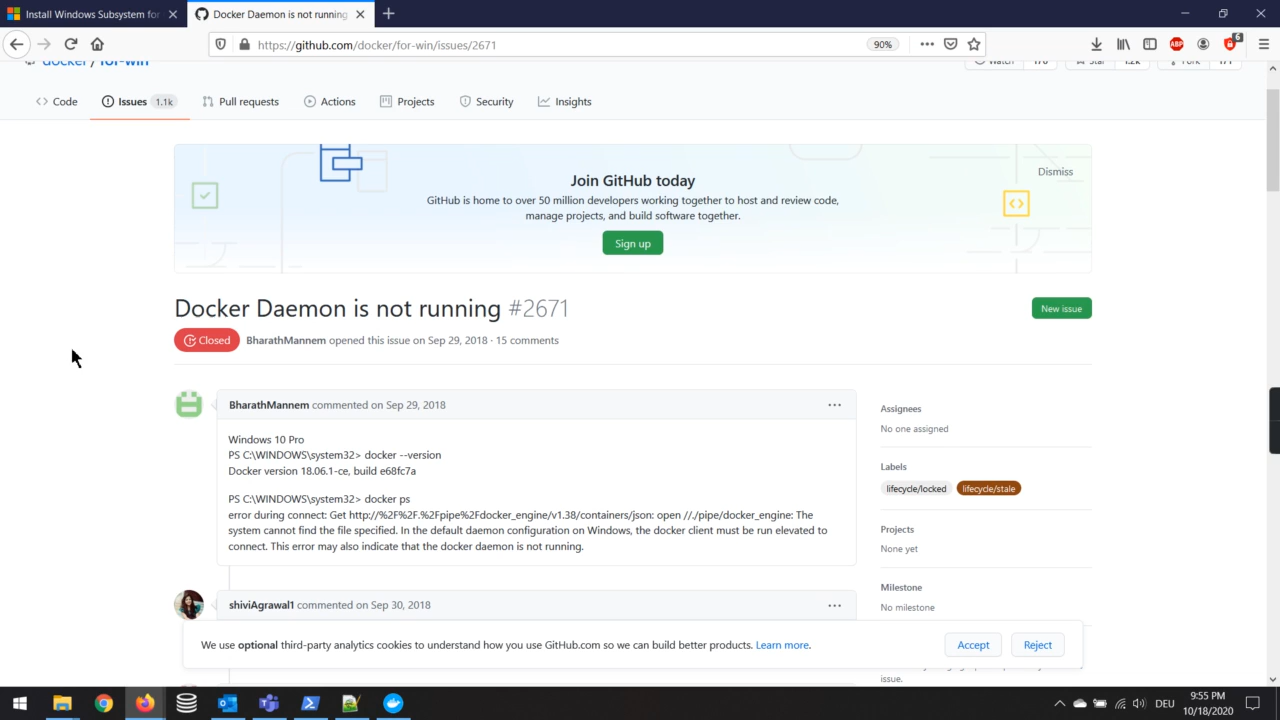 Install Windows Subsystem for
Docker Daemon is not running
https://github.com/docker/for-win/issues/2671
90%
ABP
6
docker / for-win
Watch 170 Star 1.2k Fork 171
Code
Issues 1.1k
Pull requests
Actions
Projects
Security
Insights
Join GitHub today
Dismiss
GitHub is home to over 50 million developers working together to host and review code,
manage projects, and build software together.
Sign up
Docker Daemon is not running #2671
New issue
Closed
BharathMannem opened this issue on Sep 29, 2018 · 15 comments
BharathMannem commented on Sep 29, 2018
Windows 10 Pro
PS C:\WINDOWS\system32> docker --version
Docker version 18.06.1-ce, build e68fc7a
PS C:\WINDOWS\system32> docker ps
error during connect: Get http://%2F%2F.%2Fpipe%2Fdocker_engine/v1.38/containers/json: open //./pipe/docker_engine: The
system cannot find the file specified. In the default daemon configuration on Windows, the docker client must be run elevated to
connect. This error may also indicate that the docker daemon is not running.
Assignees
No one assigned
Labels
lifecycle/locked
lifecycle/stale
Projects
None yet
Milestone
No milestone
shiviAgrawal1 commented on Sep 30, 2018
We use optional third-party analytics cookies to understand how you use GitHub.com so we can build better products. Learn more.
Accept
Reject
issue.
DEU
9:55 PM
10/18/2020